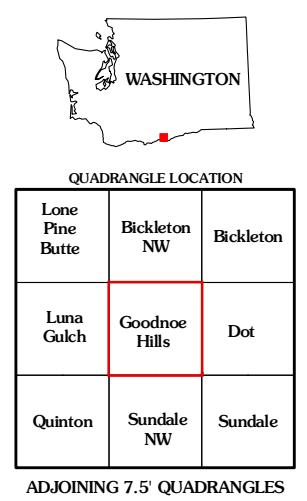 WASHINGTON
QUADRANGLE LOCATION
Lone
Pine
Butte
Bickleton
NW
Bickleton
Luna
Gulch
Goodnoe
Hills
Dot
Quinton
Sundale
NW
Sundale
ADJOINING 7.5' QUADRANGLES